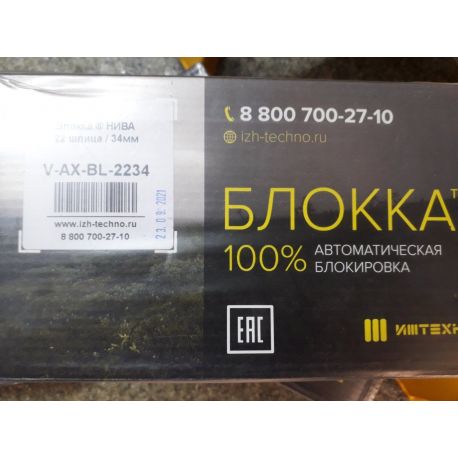 Блокка® НИВА
22 шлица / 34мм
V-AX-BL-2234
www.izh-techno.ru
8 800 700-27-10
23.09.2021
8 800 700-27-10
izh-techno.ru
БЛОККА
100% АВТОМАТИЧЕСКАЯ
БЛОКИРОВКА
EAC
ИЖТЕХН